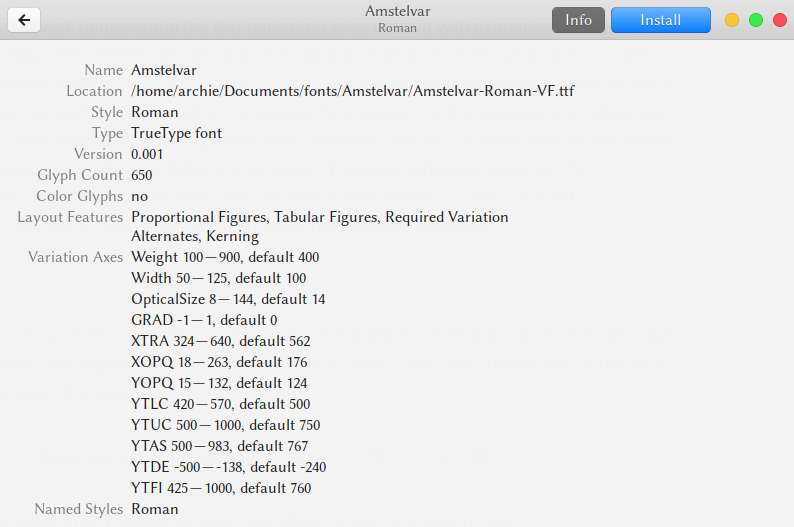 Amstelvar
Roman
Info
Install
Name Amstelvar
Location /home/archie/Documents/fonts/Amstelvar/Amstelvar-Roman-VF.ttf
Style Roman
Type TrueType font
Version 0.001
Glyph Count 650
Color Glyphs no
Layout Features Proportional Figures, Tabular Figures, Required Variation
Alternates, Kerning
Variation Axes Weight 100—900, default 400
Width 50—125, default 100
OpticalSize 8—144, default 14
GRAD -1—1, default 0
XTRA 324—640, default 562
XOPQ 18—263, default 176
YOPQ 15—132, default 124
YTLC 420—570, default 500
YTUC 500—1000, default 750
YTAS 500—983, default 767
YTDE -500—-138, default -240
YTFI 425—1000, default 760
Named Styles Roman